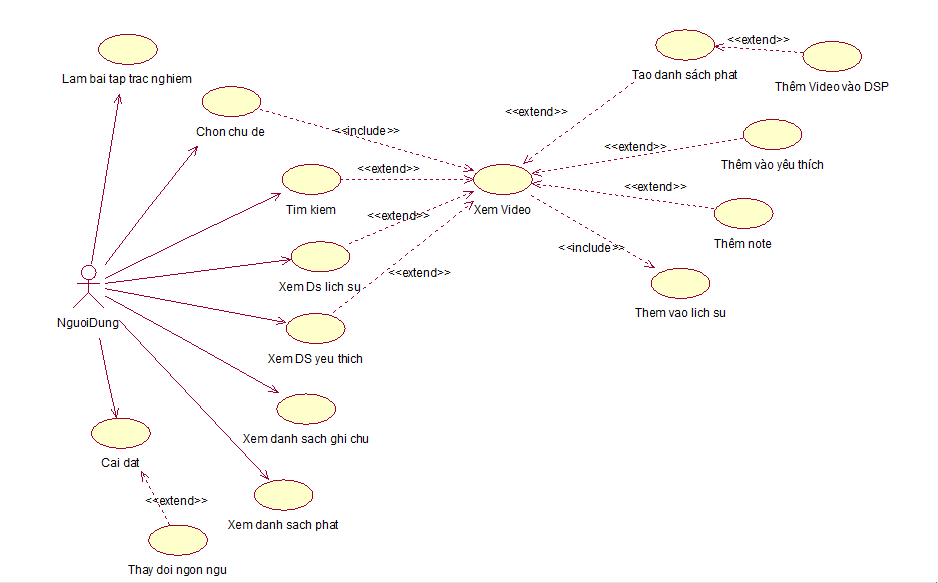 <<extend>>
Lam bai tap trac nghiem
Tao danh sách phat
Thêm Video vào DSP
<<extend>>
Chon chu de
<<include>>
<<extend>>
Thêm vào yêu thích
<<extend>>
<<extend>>
Tim kiem
Xem Video
<<extend>>
Thêm note
<<include>>
<<extend>>
Xem Ds lich su
Them vao lich su
NguoiDung
Xem DS yeu thich
Xem danh sach ghi chu
Cai dat
<<extend>>
Xem danh sach phat
Thay doi ngon ngu